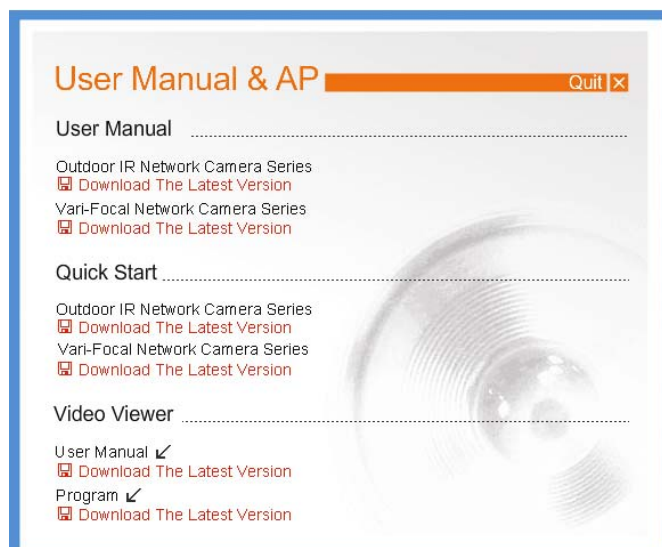 User Manual & AP
Quit
User Manual
Outdoor IR Network Camera Series
Download The Latest Version
Vari-Focal Network Camera Series
Download The Latest Version
Quick Start
Outdoor IR Network Camera Series
Download The Latest Version
Vari-Focal Network Camera Series
Download The Latest Version
Video Viewer
User Manual
Download The Latest Version
Program
Download The Latest Version